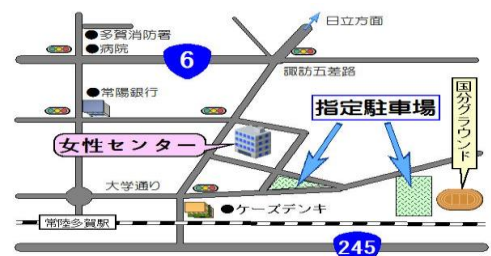 多賀消防署
病院
日立方面
6
諏訪五差路
常陽銀行
指定駐車場
国分グラウンド
女性センター
大学通り
ケーズデンキ
常陸多賀駅
245